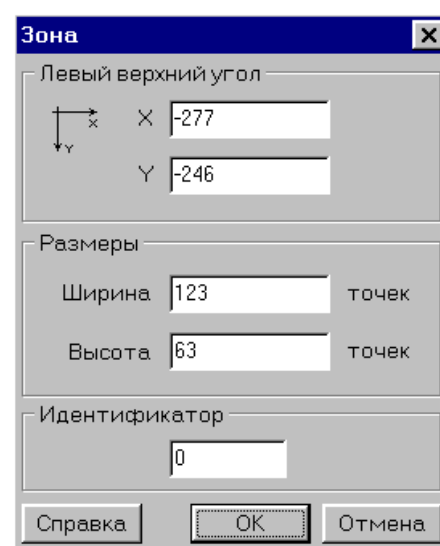 Зона
Левый верхний угол
X
X -277
Y
Y -246
Размеры
Ширина 123 точек
Высота 63 точек
Идентификатор
0
Справка OK Отмена